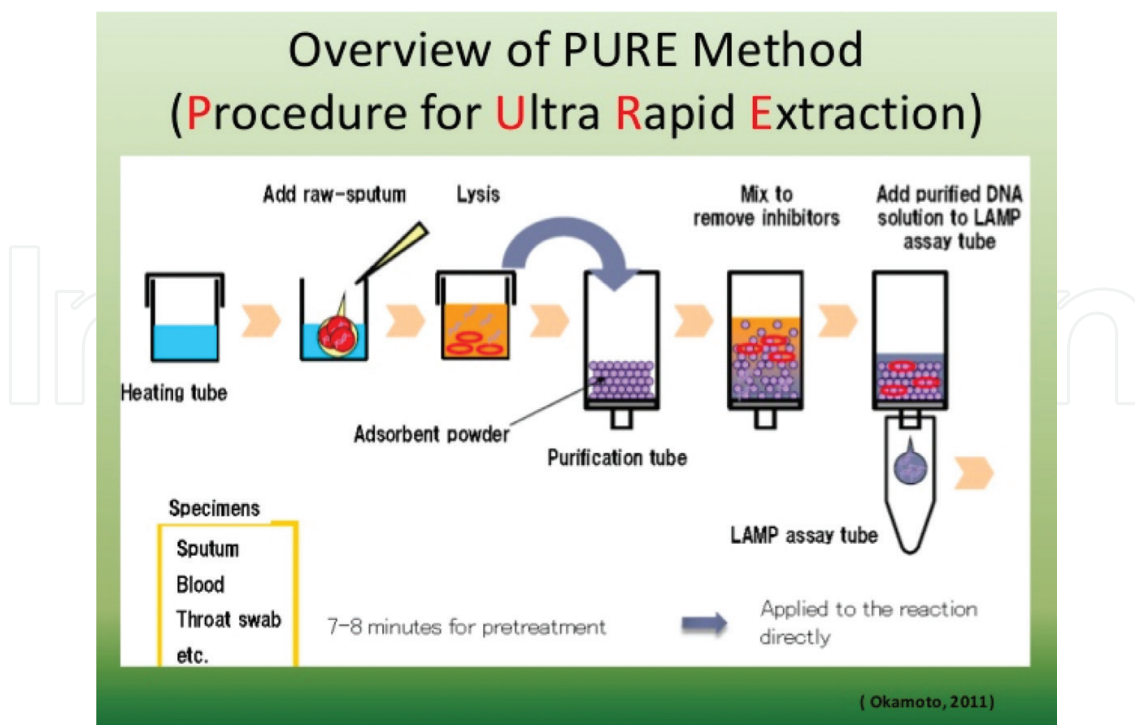 Overview of PURE Method
(Procedure for Ultra Rapid Extraction)
Add raw-sputum
Lysis
Mix to
remove inhibitors
Add purified DNA
solution to LAMP
assay tube
Heating tube
Adsorbent powder
Purification tube
LAMP assay tube
Specimens
Sputum
Blood
Throat swab
etc.
7-8 minutes for pretreatment
Applied to the reaction
directly
( Okamoto, 2011)